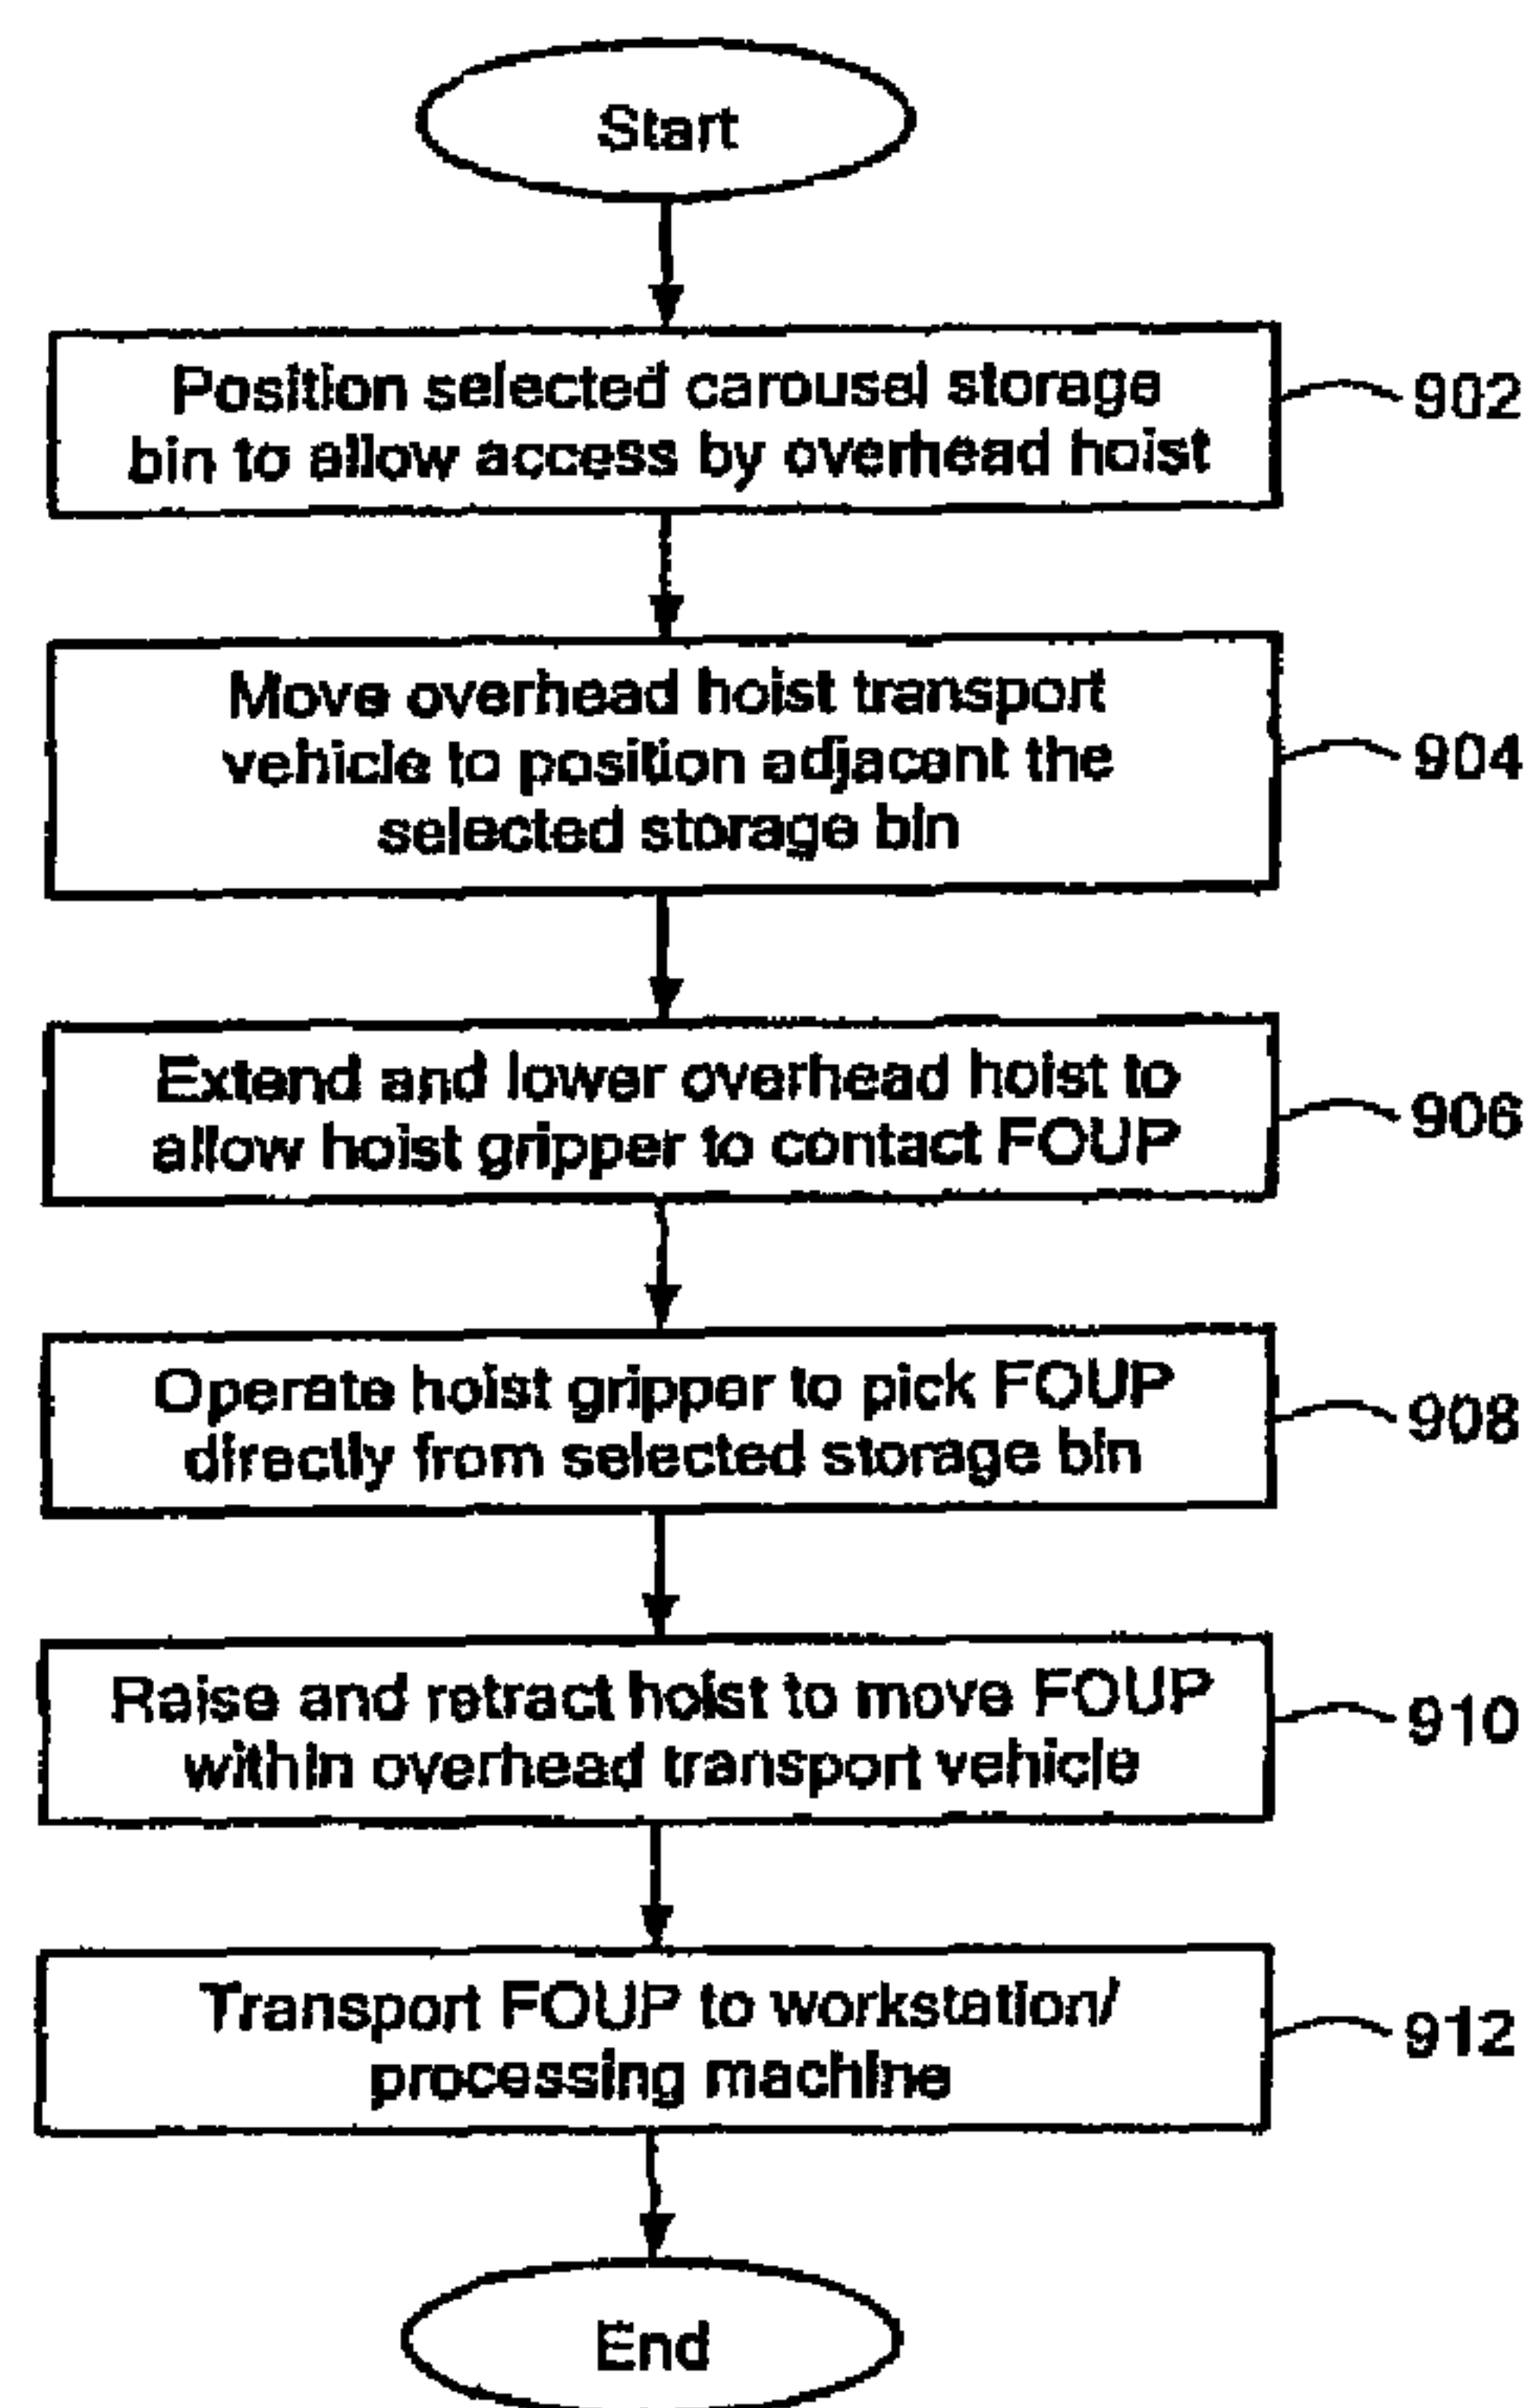 Start
Position selected carousel storage
bin to allow access by overhead hoist
902
Move overhead hoist transport
vehicle to position adjacent the
selected storage bin
904
Extend and lower overhead hoist to
allow hoist gripper to contact FOUP
906
Operate hoist gripper to pick FOUP
directly from selected storage bin
908
Raise and retract hoist to move FOUP
within overhead transport vehicle
910
Transport FOUP to workstation/
processing machine
912
End